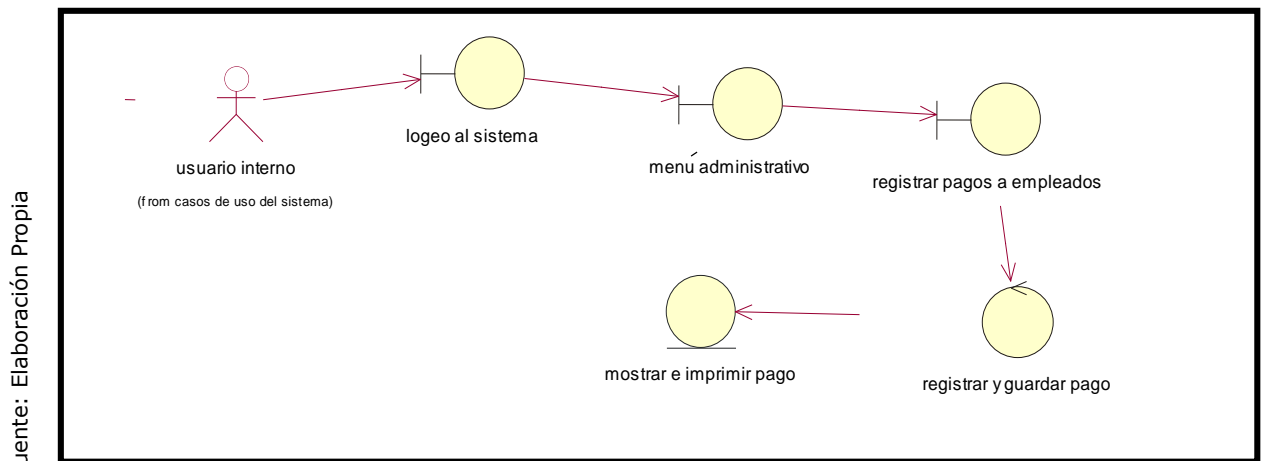 logeo al sistema
menú administrativo
usuario interno
(from casos de uso del sistema)
registrar pagos a empleados
mostrar e imprimir pago
registrar y guardar pago
uente: Elaboración Propia